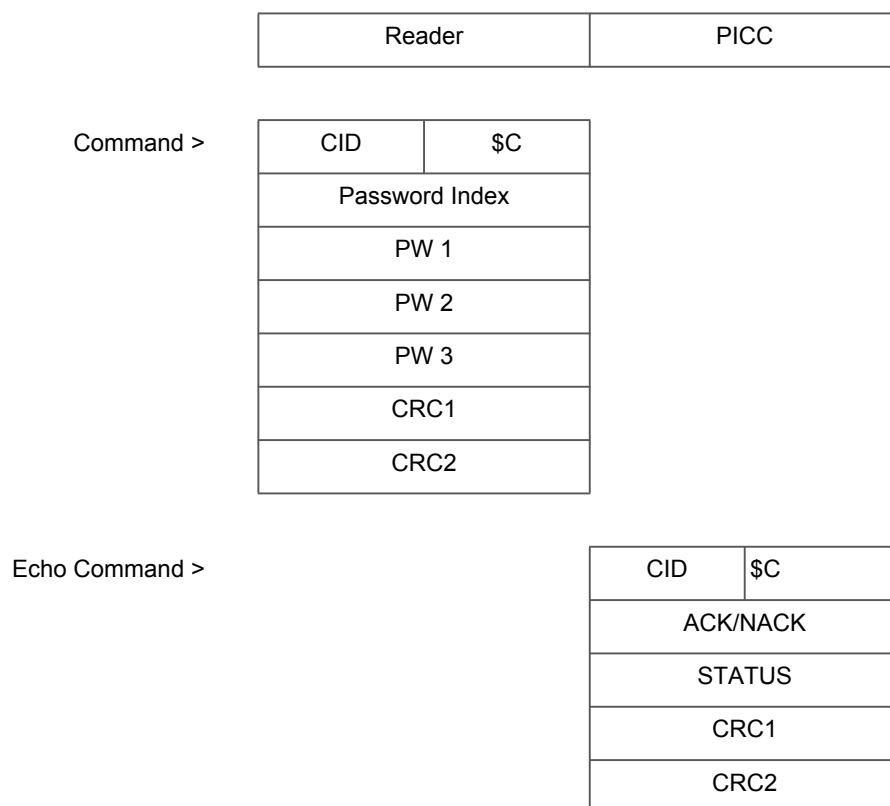 Reader PICC
Command > CID $C
Password Index
PW 1
PW 2
PW 3
CRC1
CRC2
Echo Command > CID $C
ACK/NACK
STATUS
CRC1
CRC2